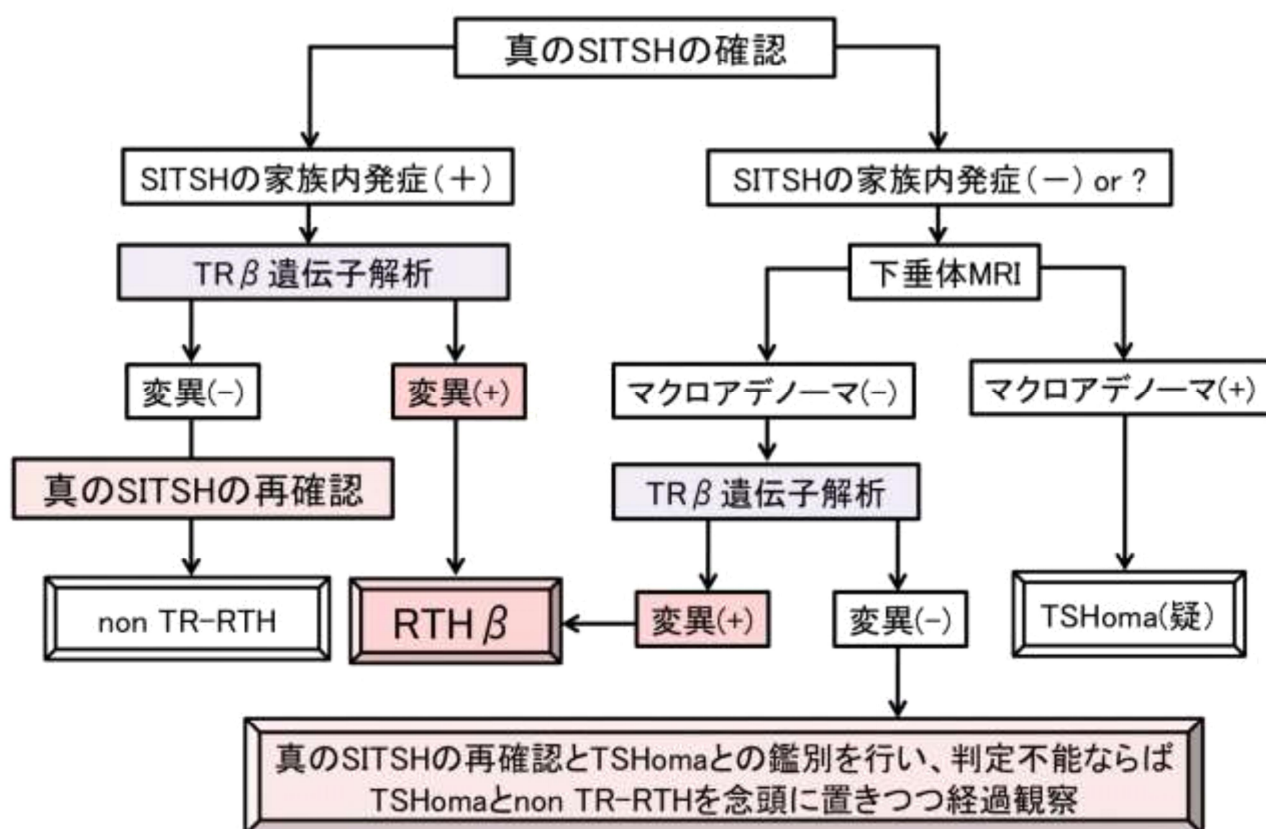 真のSITSHの確認
SITSHの家族内発症(＋)
SITSHの家族内発症(－) or ?
TRβ遺伝子解析
下垂体MRI
変異(-)
変異(+)
マクロアデノーマ(-)
マクロアデノーマ(+)
真のSITSHの再確認
TRβ遺伝子解析
non TR-RTH
RTHβ
変異(+)
変異(-)
TSHoma(疑)
真のSITSHの再確認とTSHomaとの鑑別を行い、判定不能ならば
TSHomaとnon TR-RTHを念頭に置きつつ経過観察